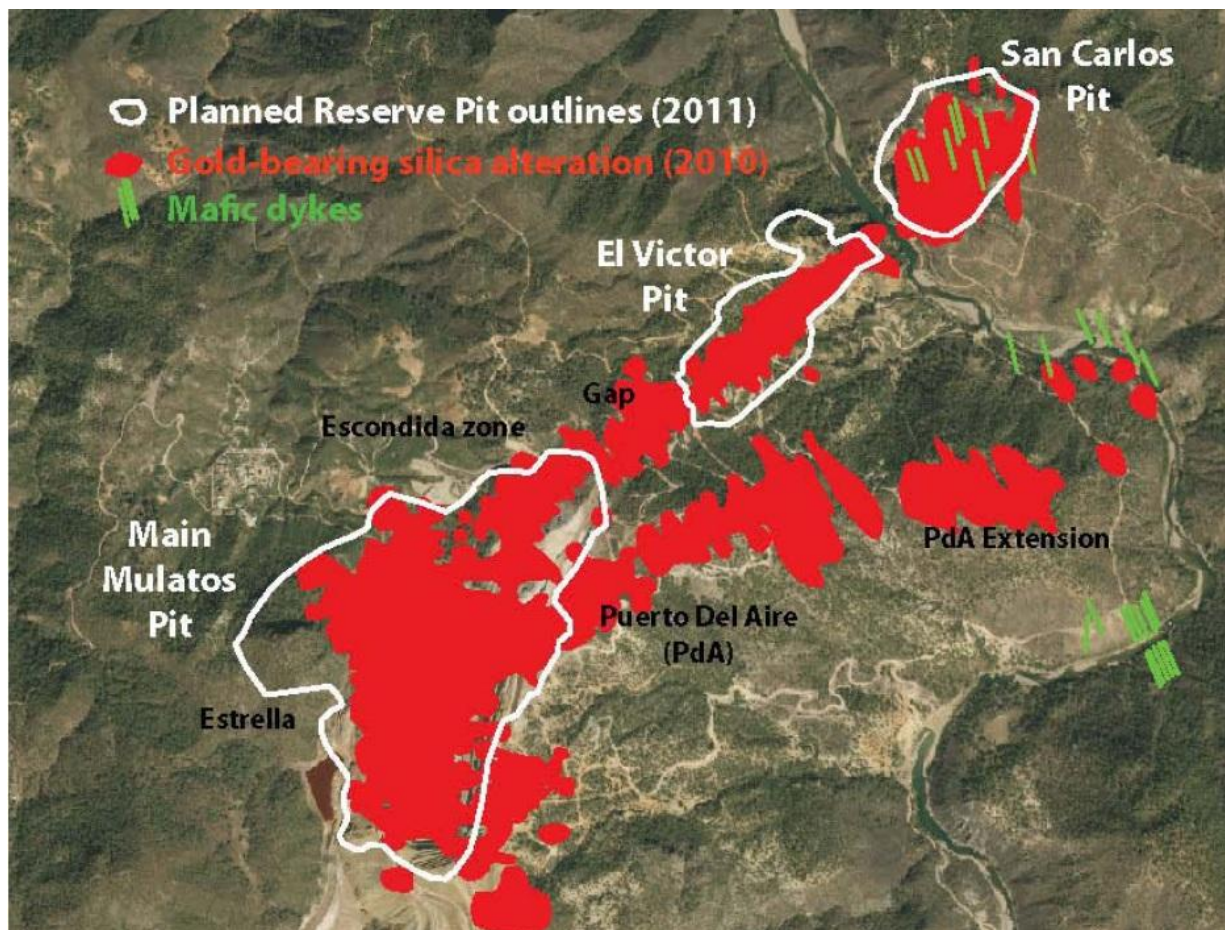 San Carlos
Pit
Planned Reserve Pit outlines (2011)
Gold-bearing silica alteration (2010)
Mafic dykes
El Victor
Pit
Gap
Escondida zone
Main
Mulatos
Pit
PdA Extension
Puerto Del Aire
(PdA)
Estrella